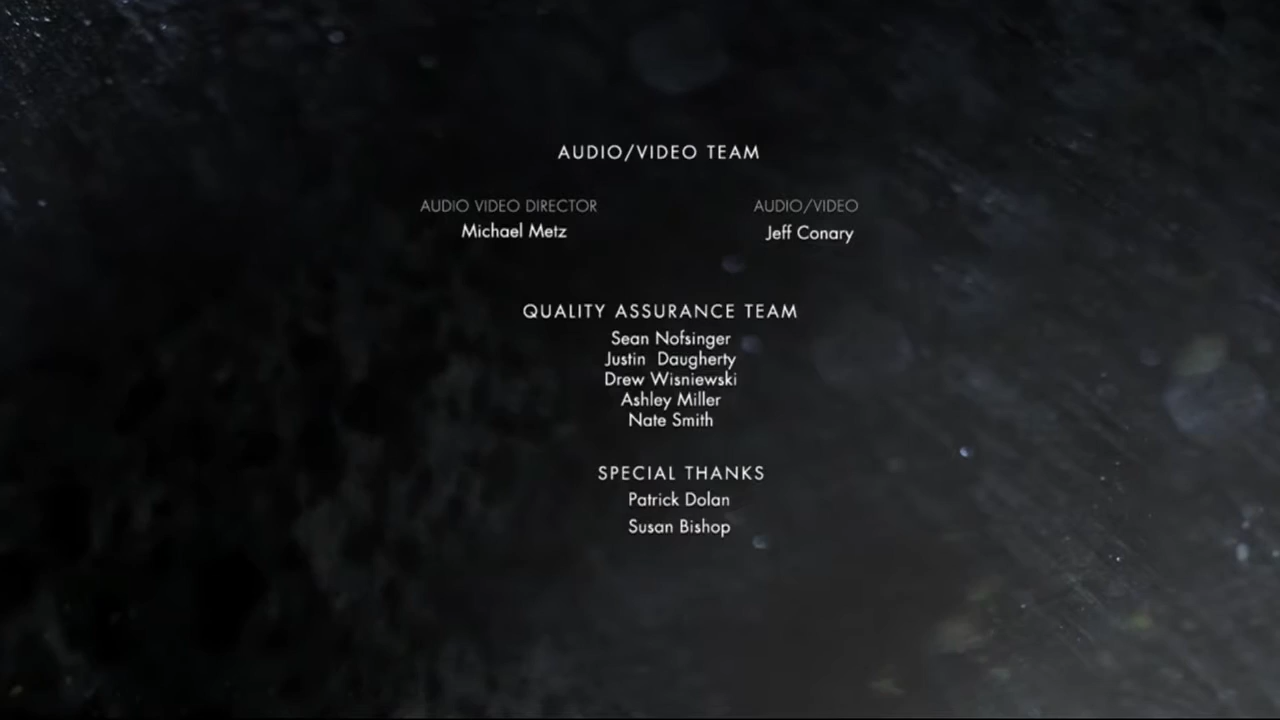 AUDIO/VIDEO TEAM
AUDIO VIDEO DIRECTOR
Michael Metz
AUDIO/VIDEO
Jeff Conary
QUALITY ASSURANCE TEAM
Sean Nofsinger
Justin  Daugherty
Drew Wisniewski
Ashley Miller
Nate Smith
SPECIAL THANKS
Patrick Dolan
Susan Bishop